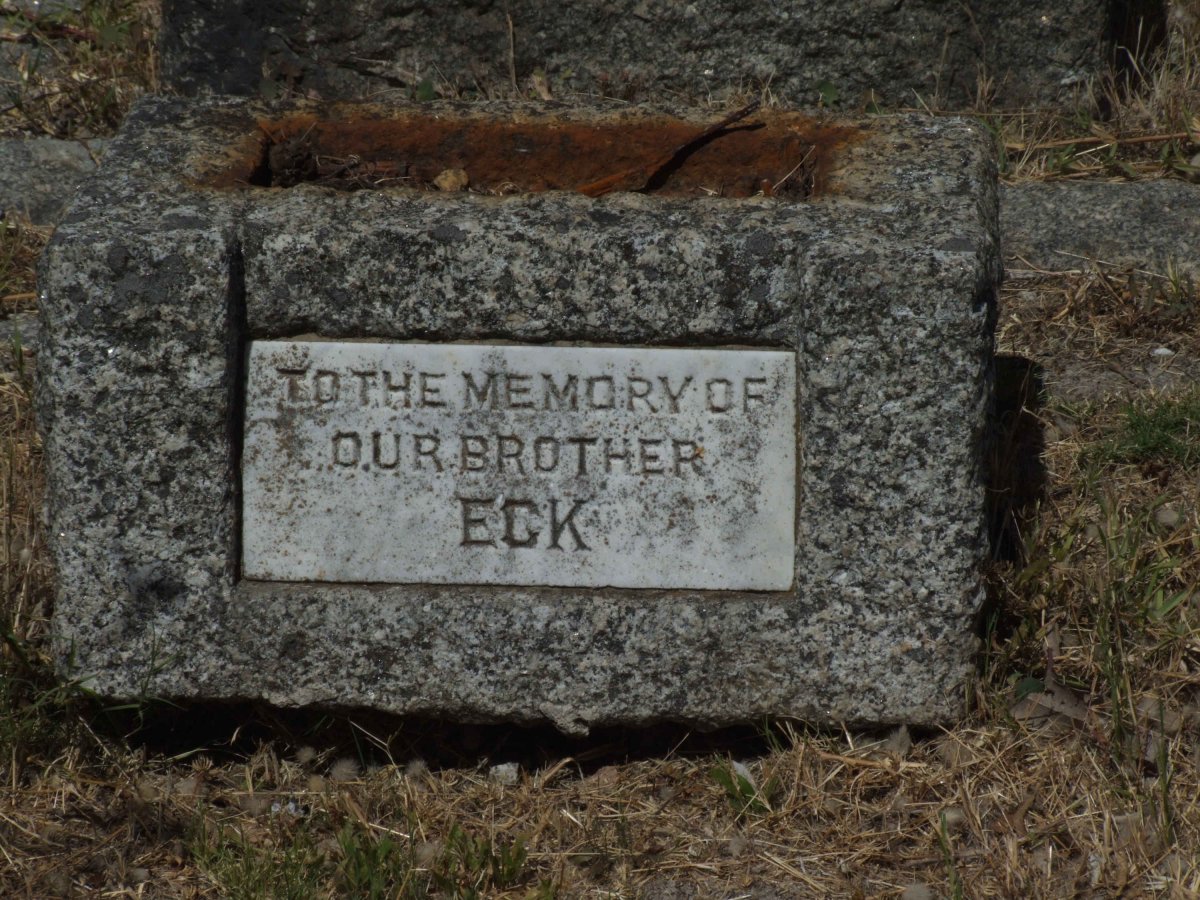 TO THE MEMORY OF
OUR BROTHER
ECK